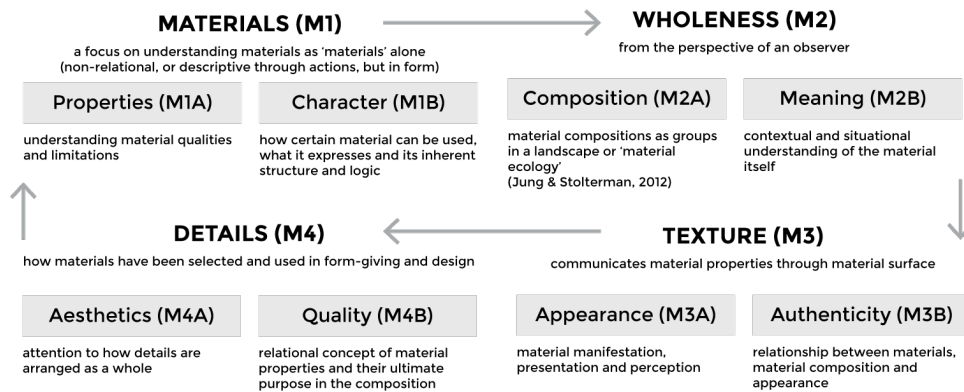 MATERIALS (M1)
a focus on understanding materials as ‘materials’ alone
(non-relational, or descriptive through actions, but in form)
Properties (M1A)
understanding material qualities
and limitations
Character (M1B)
how certain material can be used,
what it expresses and its inherent
structure and logic
WHOLENESS (M2)
from the perspective of an observer
Composition (M2A)
material compositions as groups
in a landscape or ‘material
ecology’
(Jung & Stolterman, 2012)
Meaning (M2B)
contextual and situational
understanding of the material
itself
DETAILS (M4)
how materials have been selected and used in form-giving and design
Aesthetics (M4A)
attention to how details are
arranged as a whole
Quality (M4B)
relational concept of material
properties and their ultimate
purpose in the composition
TEXTURE (M3)
communicates material properties through material surface
Appearance (M3A)
material manifestation,
presentation and perception
Authenticity (M3B)
relationship between materials,
material composition and
appearance